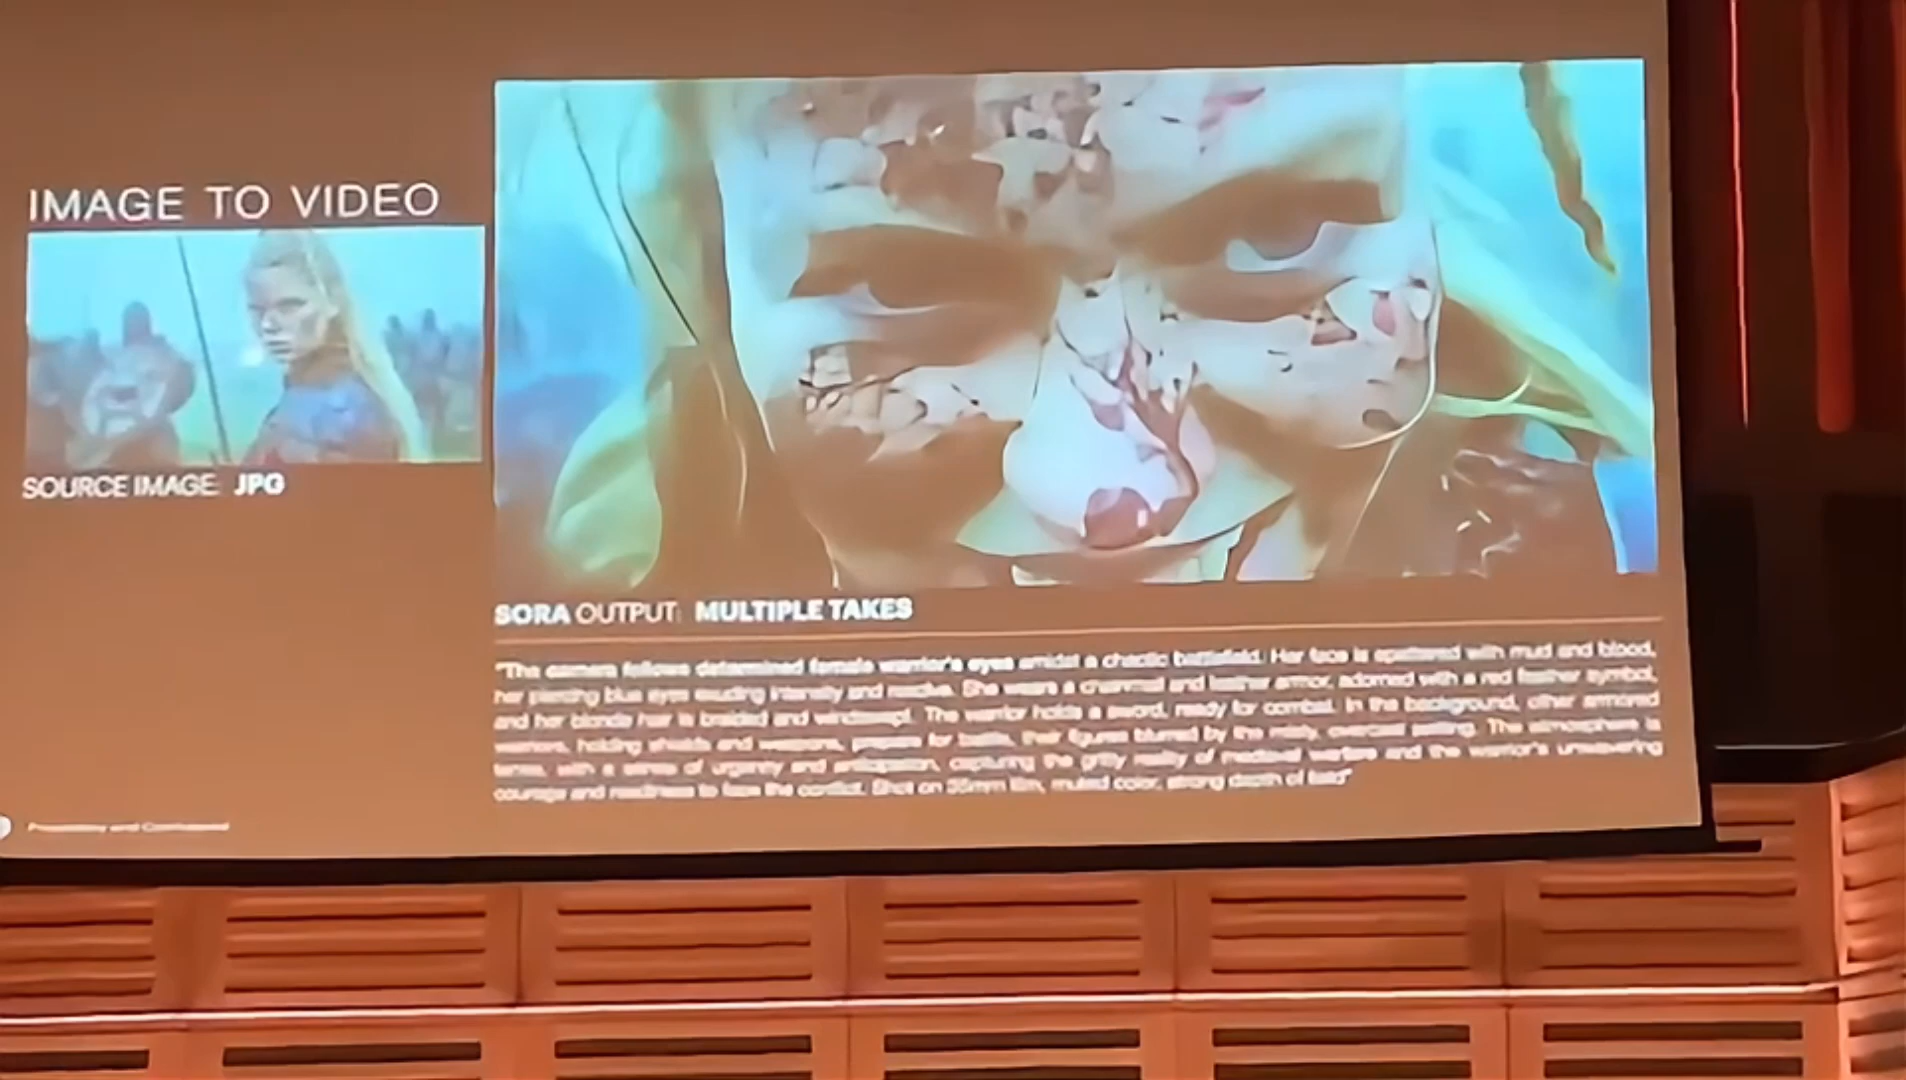 IMAGE TO VIDEO
SOURCE IMAGE JPG
SORA OUTPUT: MULTIPLE TAKES
"The camera follows determined female warrior's eyes amidst a chaotic battlefield. Her face is spattered with mud and blood,
her piercing blue eyes exuding intensity and resolve. She wears a chainmail and leather armor, adorned with a red feather symbol,
and her blonde hair is braided and windswept. The warrior holds a sword, ready for combat. In the background, other armored
warriors, holding shields and weapons, prepare for battle, their figures blurred by the misty, overcast setting. The atmosphere is
tense, with a sense of urgency and anticipation, capturing the gritty reality of medieval warfare and the warrior's unwavering
courage and readiness to face the conflict. Shot on 35mm film, muted color, strong depth of field"
Proprietary and Confidential